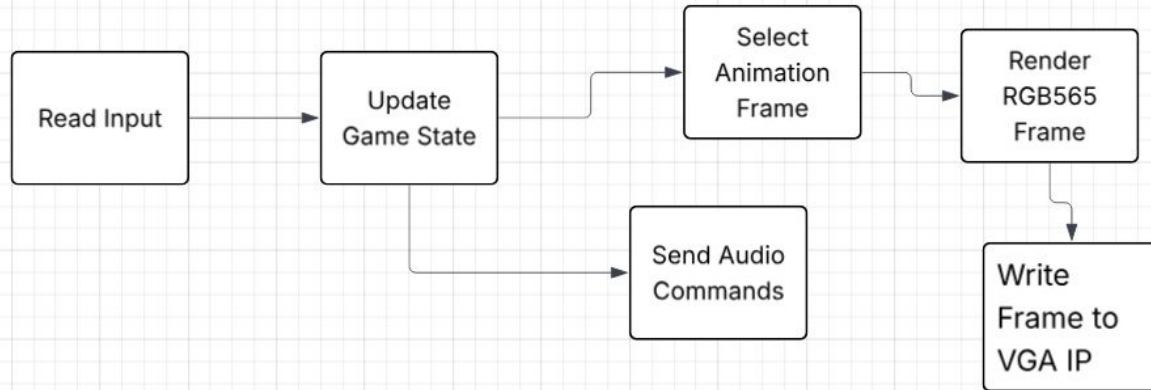 Read Input
Update
Game State
Select
Animation
Frame
Render
RGB565
Frame
Send Audio
Commands
Write
Frame to
VGA IP